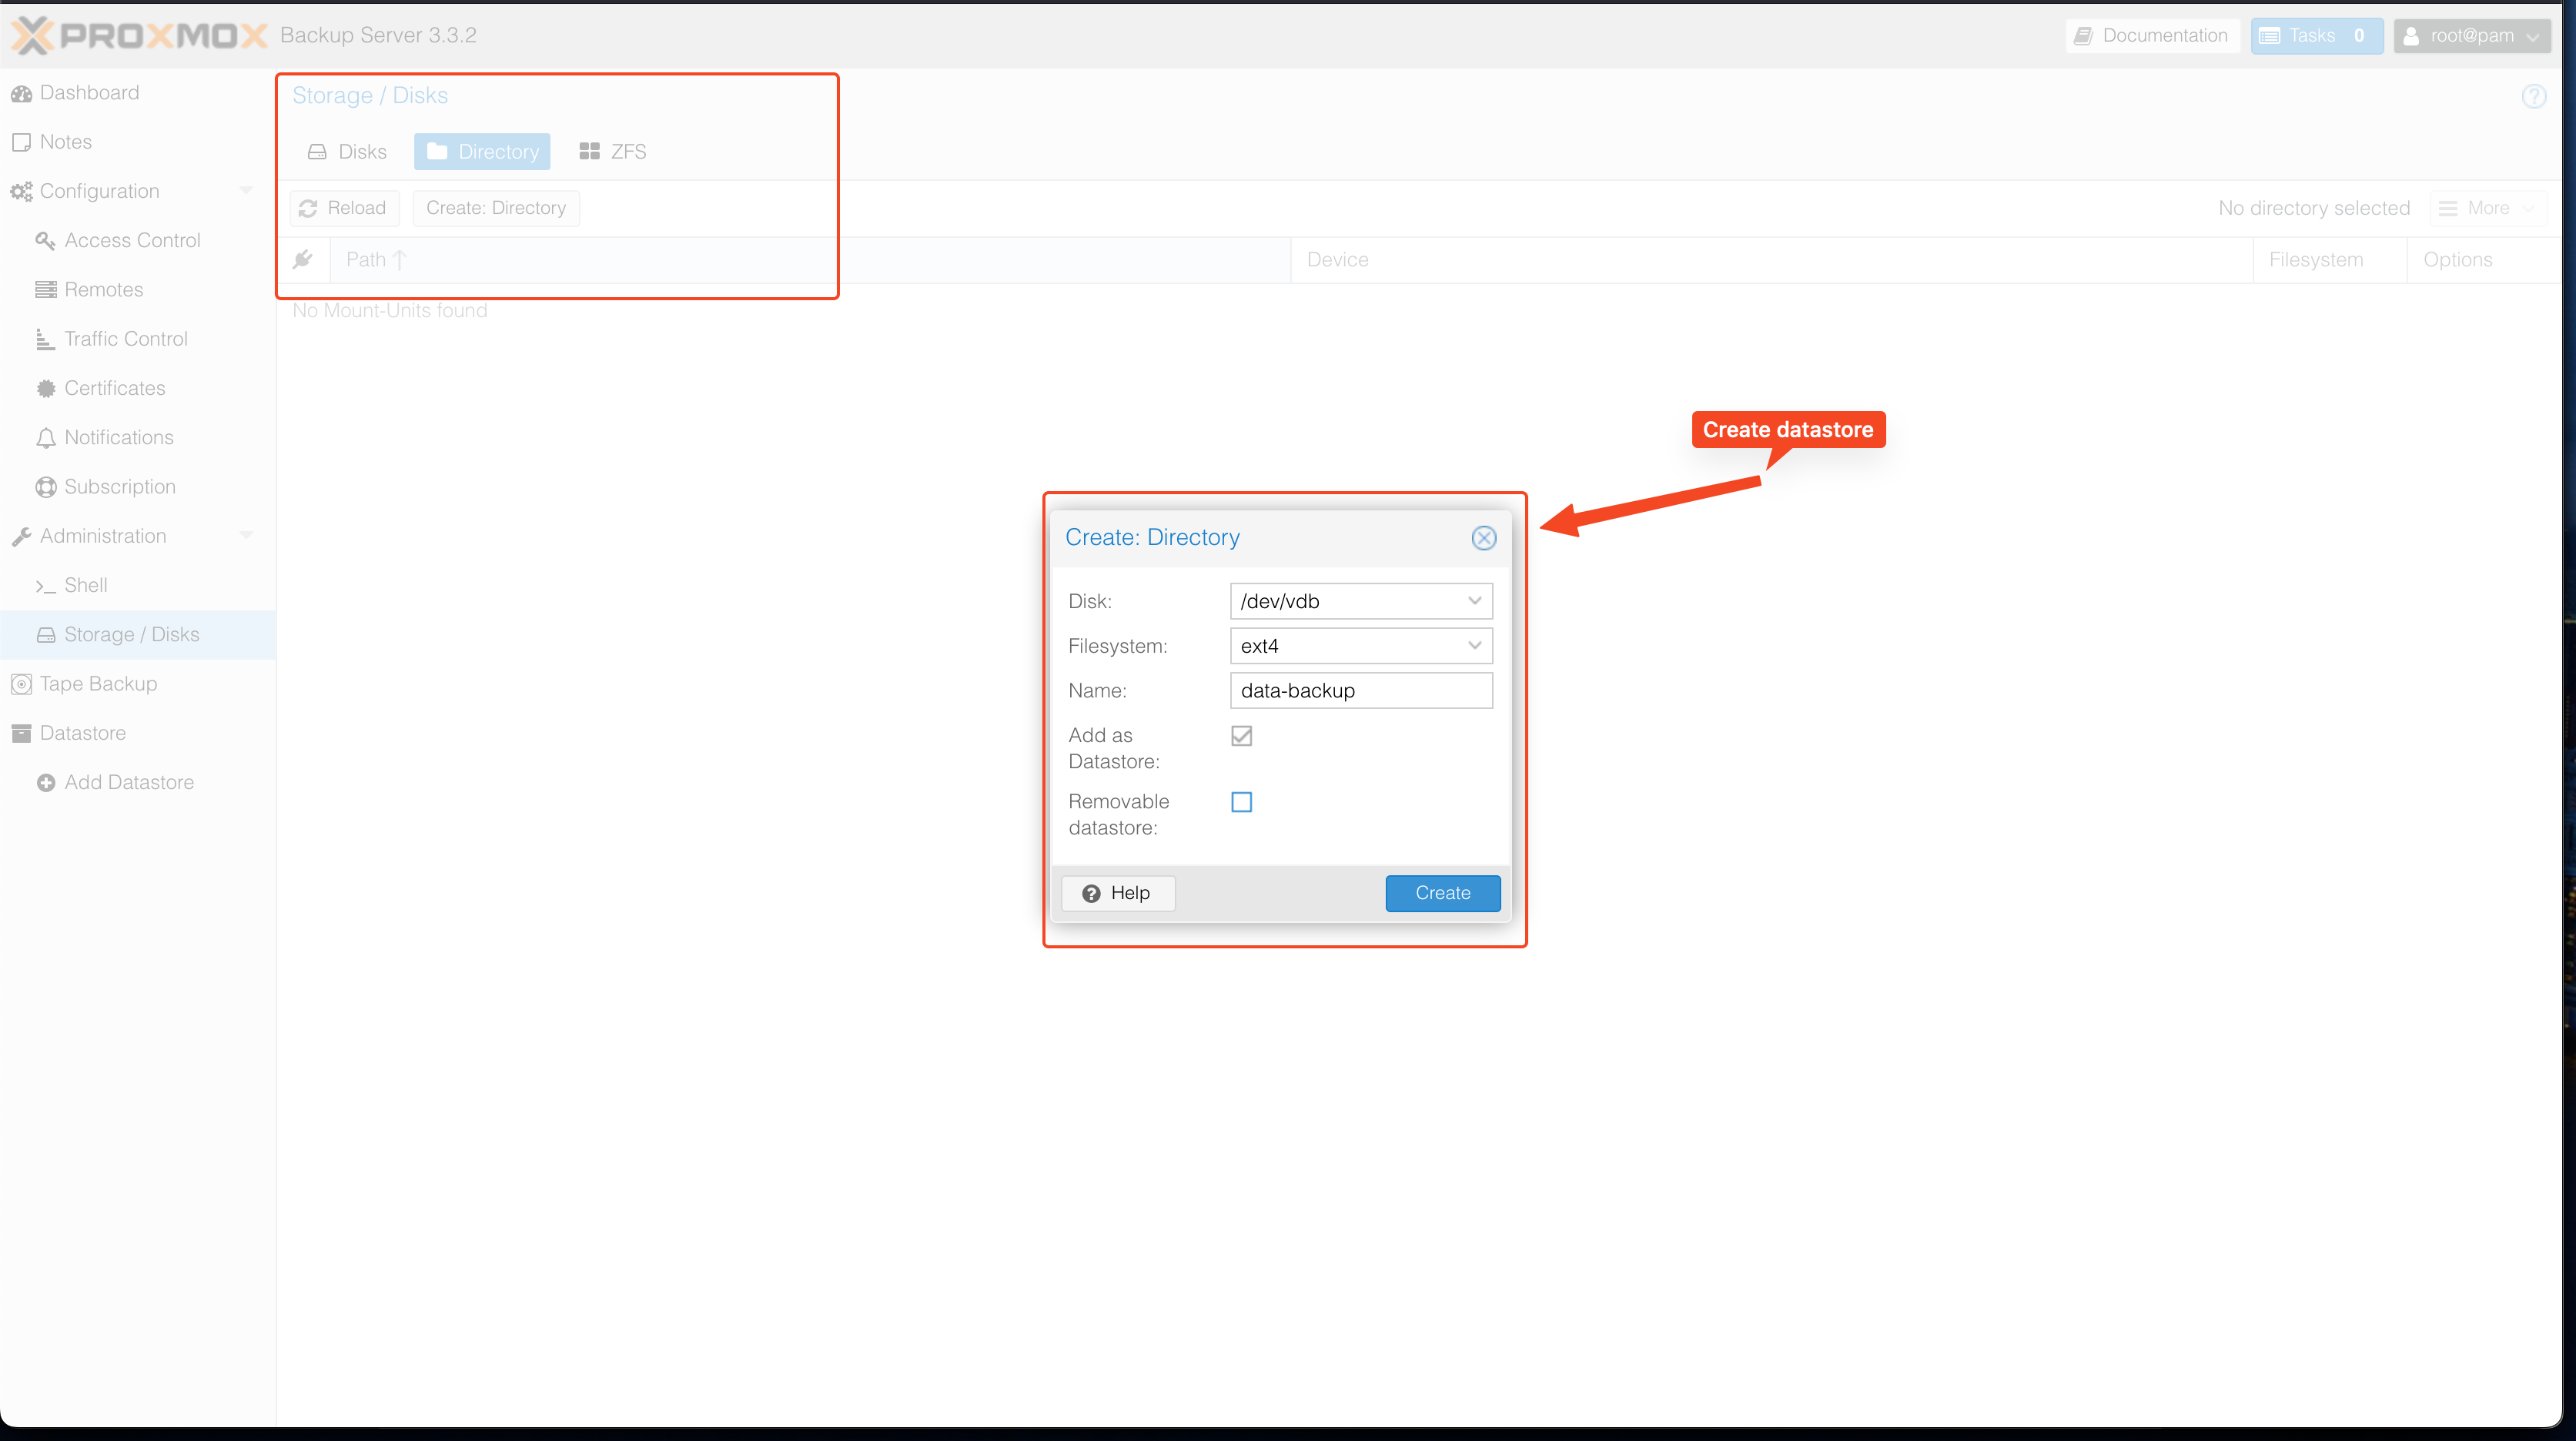 PROXMOX Backup Server 3.3.2
Documentation
Tasks 0
root@pam
Dashboard
Notes
Configuration
Access Control
Remotes
Traffic Control
Certificates
Notifications
Subscription
Administration
Shell
Storage / Disks
Tape Backup
Datastore
Add Datastore
Storage / Disks
Disks
Directory
ZFS
Reload
Create: Directory
No directory selected
More
Path
Device
Filesystem
Options
No Mount-Units found
Create datastore
Create: Directory
Disk: /dev/vdb
Filesystem: ext4
Name: data-backup
Add as
Datastore:
Removable
datastore:
Help
Create